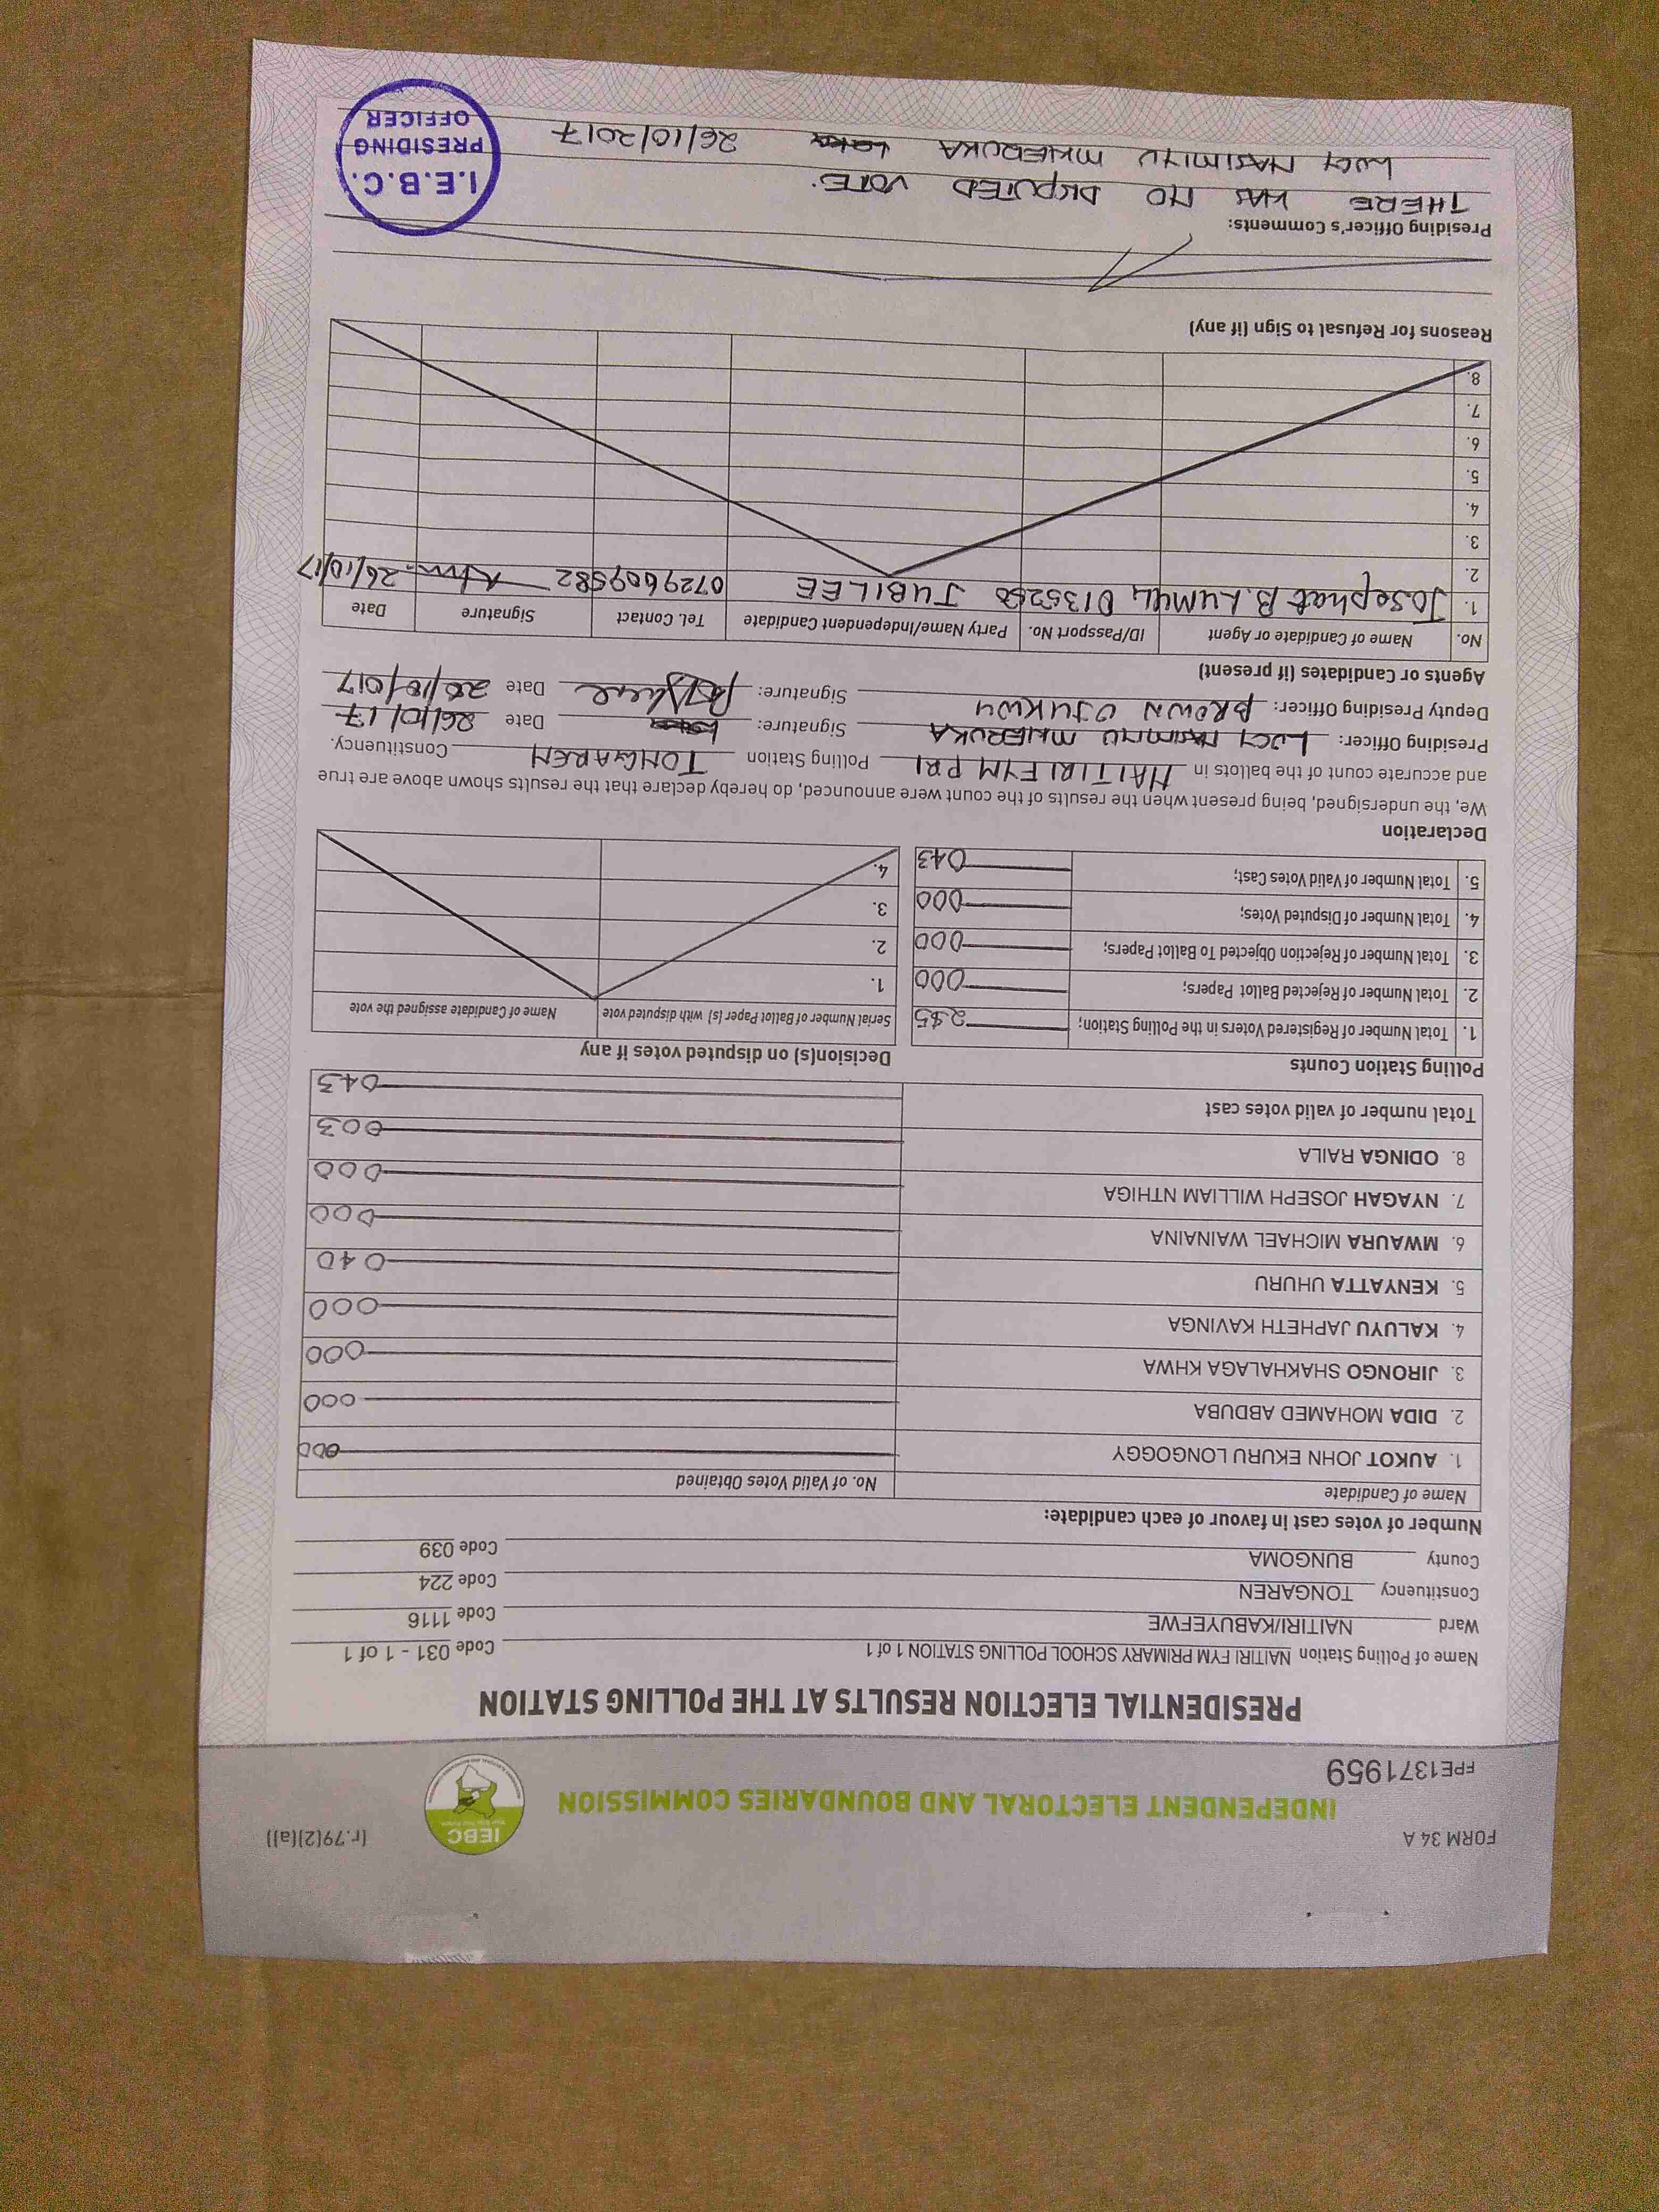 FORM 34 A
(r.79(2)(a))
IEBC
INDEPENDENT ELECTORAL AND BOUNDARIES COMMISSION
FPE1371959
PRESIDENTIAL ELECTION RESULTS AT THE POLLING STATION
Name of Polling Station NAITIRI FYM PRIMARY SCHOOL POLLING STATION 1 of 1 Code 031 - 1 of 1
Ward NAITIRI/KABUYEFWE Code 1116
Constituency TONGAREN Code 224
County BUNGOMA Code 039
Number of votes cast in favour of each candidate:
Name of Candidate No. of Valid Votes Obtained
1. AUKOT JOHN EKURU LONGOGGY 000
2. DIDA MOHAMED ABDUBA 000
3. JIRONGO SHAKHALAGA KHWA 000
4. KALUYU JAPHETH KAVINGA 000
5. KENYATTA UHURU 040
6. MWAURA MICHAEL WAINAINA 000
7. NYAGAH JOSEPH WILLIAM NTHIGA 000
8. ODINGA RAILA 003
Total number of valid votes cast 043
Polling Station Counts
1. Total Number of Registered Voters in the Polling Station;
2. Total Number of Rejected Ballot Papers; 000
3. Total Number of Rejection Objected To Ballot Papers; 000
4. Total Number of Disputed Votes; 000
5. Total Number of Valid Votes Cast; 043
Decision(s) on disputed votes if any
Serial Number of Ballot Paper (s) with disputed vote Name of Candidate assigned the vote
1.
2.
3.
4.
Declaration
We, the undersigned, being present when the results of the count were announced, do hereby declare that the results shown above are true
and accurate count of the ballots in NAITIRI FYM PRI Polling Station TONGAREN Constituency.
Presiding Officer: LUCY NASIMIYU Signature: Date 26/10/17
Deputy Presiding Officer: BROWN OJUKWU Signature: Date
Agents or Candidates (if present)
No. Name of Candidate or Agent ID/Passport No. Party Name/Independent Candidate Tel. Contact Signature Date
1. Josephat B. JUBILEE 0729609582 26/10/17
2.
3.
4.
5.
6.
7.
8.
Reasons for Refusal to Sign (if any)
Presiding Officer's Comments:
THERE WAS NO DISPUTED VOTE.
LUCY NASIMIYU 26/10/2017
I.E.B.C.
PRESIDING
OFFICER